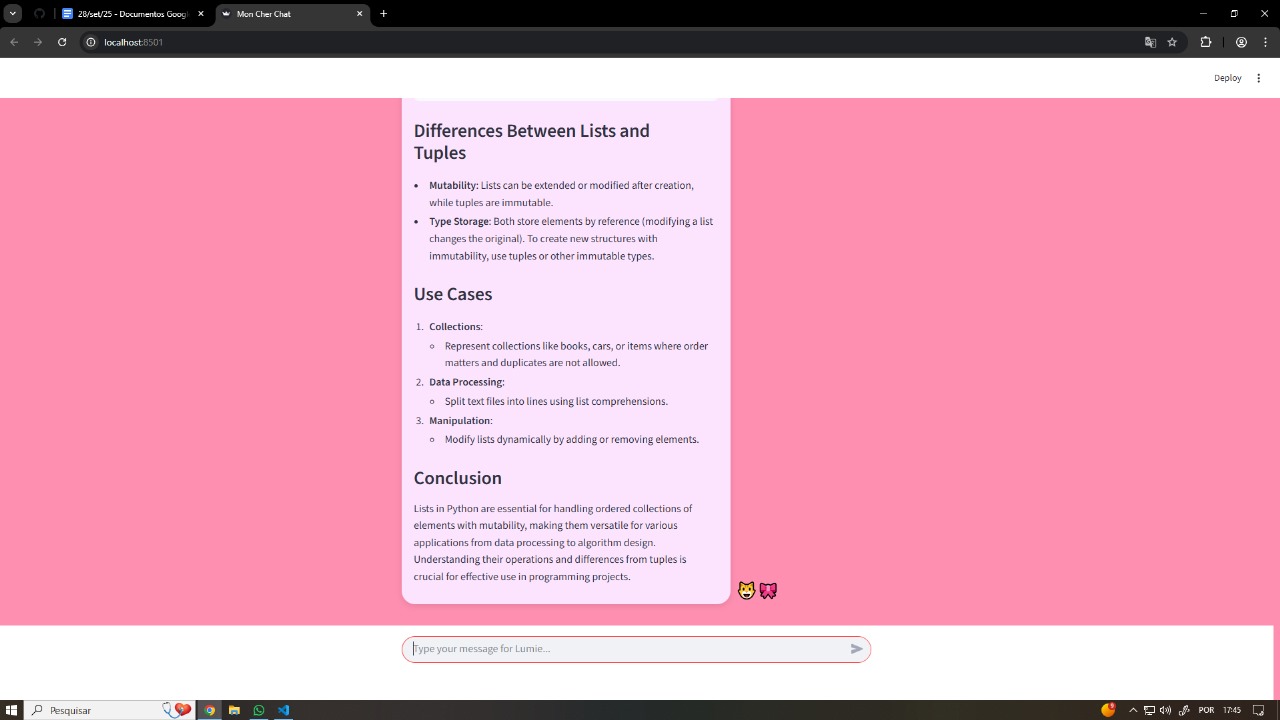 28/set/25 - Documentos Googl
Mon Cher Chat
localhost:8501
Deploy
Differences Between Lists and
Tuples
• Mutability: Lists can be extended or modified after creation,
while tuples are immutable.
• Type Storage: Both store elements by reference (modifying a list
changes the original). To create new structures with
immutability, use tuples or other immutable types.
Use Cases
1. Collections:
◦ Represent collections like books, cars, or items where order
matters and duplicates are not allowed.
2. Data Processing:
◦ Split text files into lines using list comprehensions.
3. Manipulation:
◦ Modify lists dynamically by adding or removing elements.
Conclusion
Lists in Python are essential for handling ordered collections of
elements with mutability, making them versatile for various
applications from data processing to algorithm design.
Understanding their operations and differences from tuples is
crucial for effective use in programming projects.
Type your message for Lumie...
Pesquisar
POR
17:45